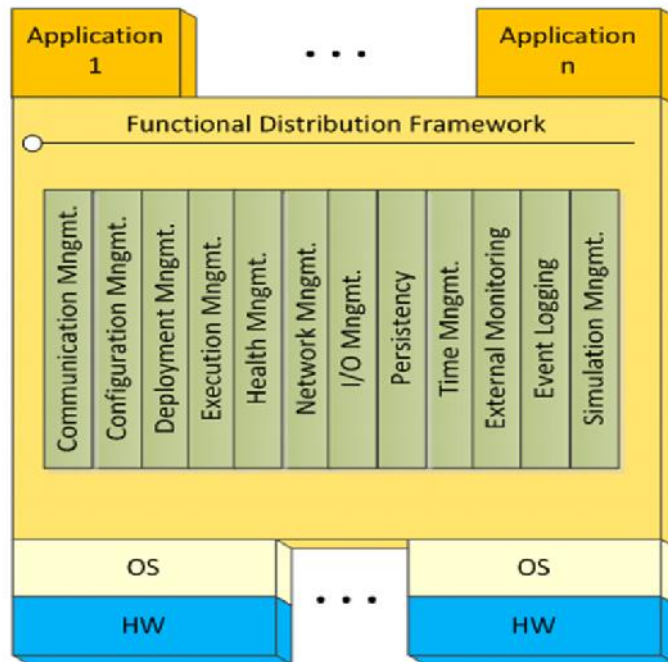 Application
1
• • •
Application
n
Functional Distribution Framework
Communication Mngmt.
Configuration Mngmt.
Deployment Mngmt.
Execution Mngmt.
Health Mngmt.
Network Mngmt.
I/O Mngmt.
Persistency
Time Mngmt.
External Monitoring
Event Logging
Simulation Mngmt.
OS
• • •
OS
HW
HW